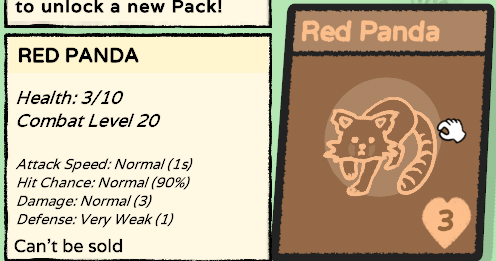 to unlock a new Pack!
RED PANDA
Health: 3/10
Combat Level 20
Attack Speed: Normal (1s)
Hit Chance: Normal (90%)
Damage: Normal (3)
Defense: Very Weak (1)
Can't be sold
Red Panda
3